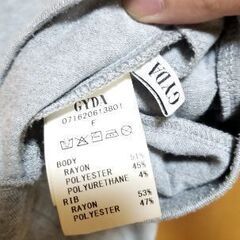 GYDA
071620613801
F
BODY
RAYON 51%
POLYESTER 45%
POLYURETHANE 4%
RIB
RAYON 53%
POLYESTER 47%
GYDA